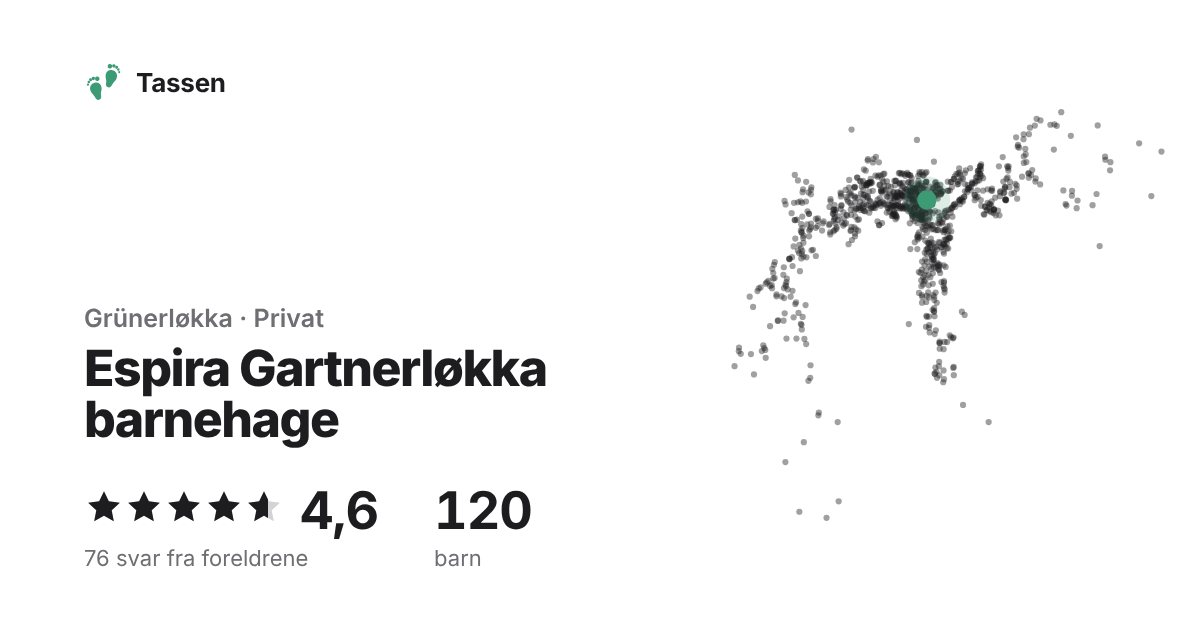 Tassen
Grünerløkka · Privat
Espira Gartnerløkka
barnehage
4,6
120
76 svar fra foreldrene
barn